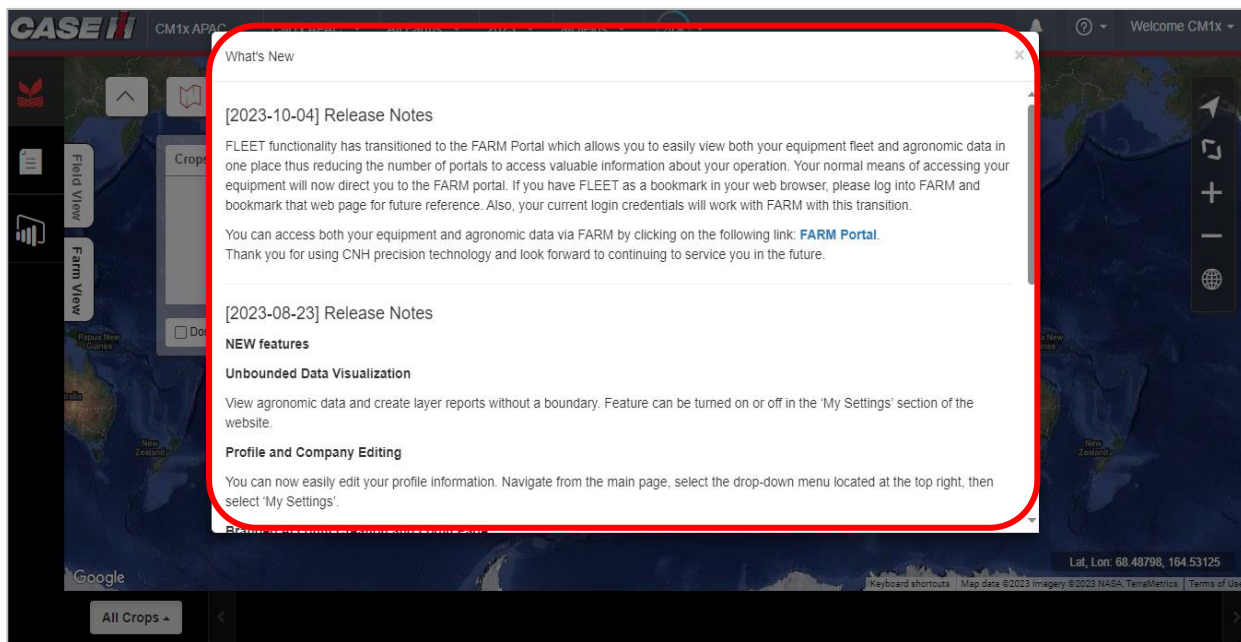 CASE IH
CM1x APAC
Welcome CM1x
What's New
×
[2023-10-04] Release Notes
FLEET functionality has transitioned to the FARM Portal which allows you to easily view both your equipment fleet and agronomic data in
one place thus reducing the number of portals to access valuable information about your operation. Your normal means of accessing your
equipment will now direct you to the FARM portal. If you have FLEET as a bookmark in your web browser, please log into FARM and
bookmark that web page for future reference. Also, your current login credentials will work with FARM with this transition.
You can access both your equipment and agronomic data via FARM by clicking on the following link: FARM Portal.
Thank you for using CNH precision technology and look forward to continuing to service you in the future.
[2023-08-23] Release Notes
NEW features
Unbounded Data Visualization
View agronomic data and create layer reports without a boundary. Feature can be turned on or off in the ‘My Settings’ section of the
website.
Profile and Company Editing
You can now easily edit your profile information. Navigate from the main page, select the drop-down menu located at the top right, then
select ‘My Settings’.
Crops
Field View
Farm View
Papua New
Guinea
New
Zealand
New
Zealand
Lat, Lon: 68.48798, 164.53125
Google
Keyboard shortcuts
Map data ©2023 Imagery ©2023 NASA, TerraMetrics
Terms of Use
All Crops